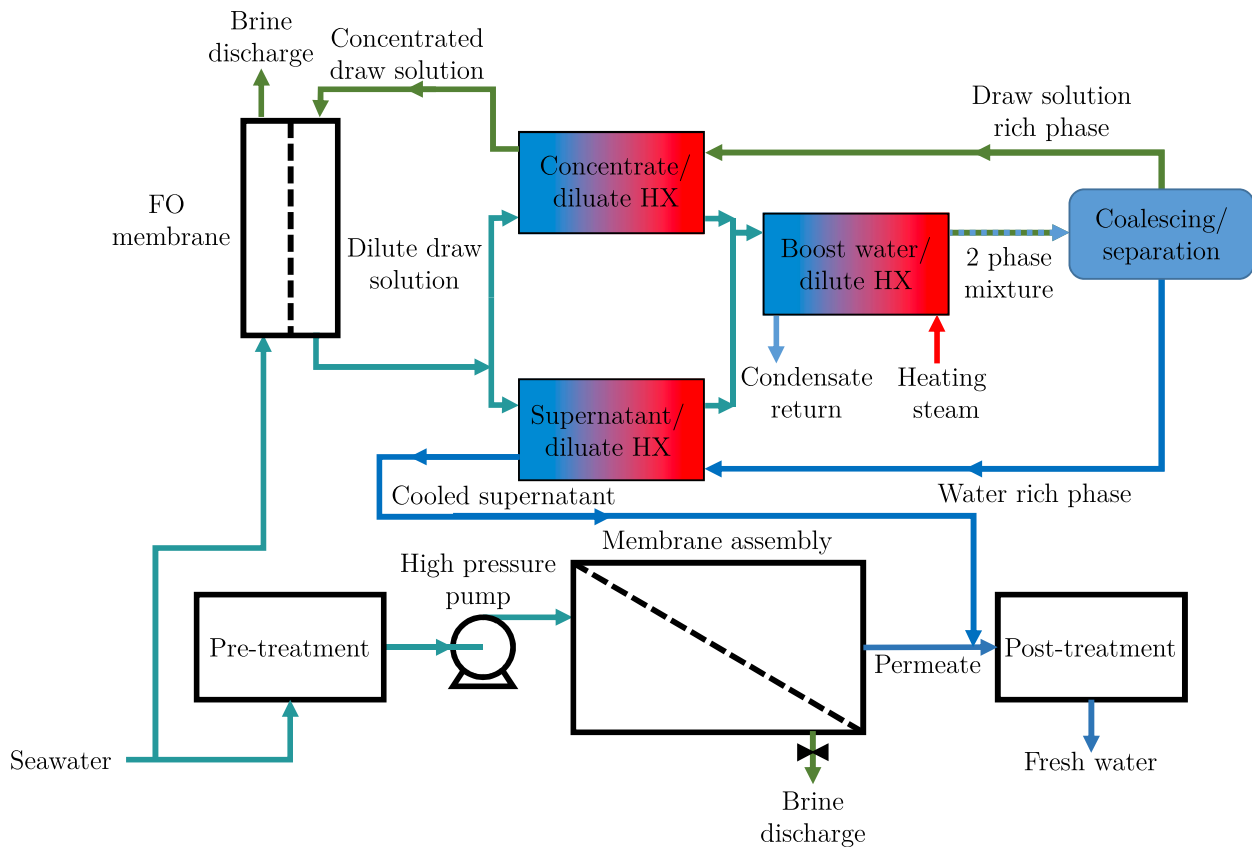 Brine
discharge
Concentrated
draw solution
Draw solution
rich phase
FO
membrane
Concentrate/
diluate HX
Dilute draw
solution
Boost water/
dilute HX
2 phase
mixture
Coalescing/
separation
Condensate
return
Heating
steam
Supernatant/
diluate HX
Cooled supernatant
Water rich phase
Membrane assembly
High pressure
pump
Pre-treatment
Permeate
Post-treatment
Seawater
Fresh water
Brine
discharge